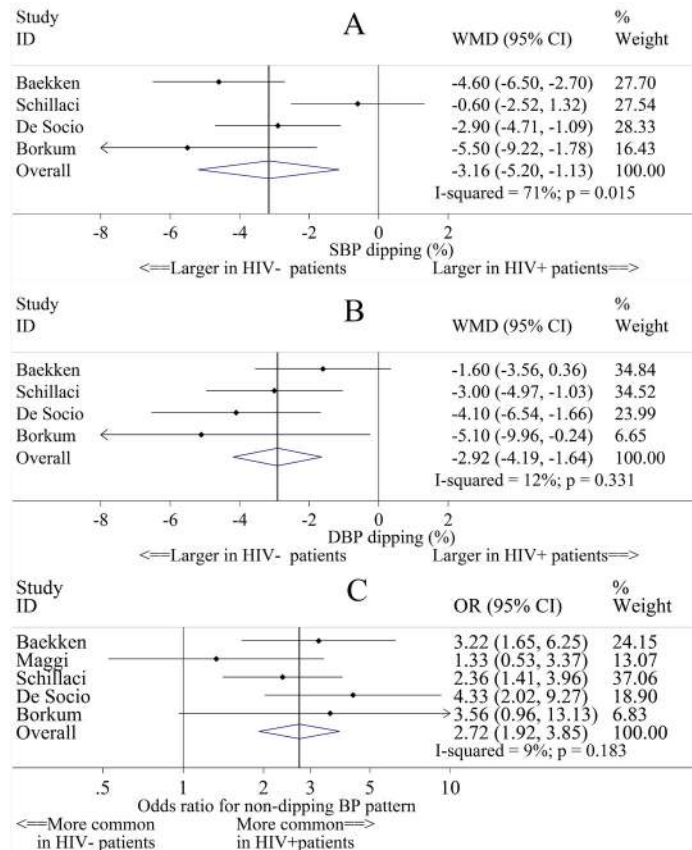 Study A %
ID WMD (95% CI) Weight
Baekken -4.60 (-6.50, -2.70) 27.70
Schillaci -0.60 (-2.52, 1.32) 27.54
De Socio -2.90 (-4.71, -1.09) 28.33
Borkum -5.50 (-9.22, -1.78) 16.43
Overall -3.16 (-5.20, -1.13) 100.00
I-squared = 71%; p = 0.015
-8 -6 -4 -2 0 2
SBP dipping (%)
<==Larger in HIV- patients Larger in HIV+ patients==>
Study B %
ID WMD (95% CI) Weight
Baekken -1.60 (-3.56, 0.36) 34.84
Schillaci -3.00 (-4.97, -1.03) 34.52
De Socio -4.10 (-6.54, -1.66) 23.99
Borkum -5.10 (-9.96, -0.24) 6.65
Overall -2.92 (-4.19, -1.64) 100.00
I-squared = 12%; p = 0.331
-8 -6 -4 -2 0 2
DBP dipping (%)
<==Larger in HIV- patients Larger in HIV+ patients==>
Study C %
ID OR (95% CI) Weight
Baekken 3.22 (1.65, 6.25) 24.15
Maggi 1.33 (0.53, 3.37) 13.07
Schillaci 2.36 (1.41, 3.96) 37.06
De Socio 4.33 (2.02, 9.27) 18.90
Borkum 3.56 (0.96, 13.13) 6.83
Overall 2.72 (1.92, 3.85) 100.00
I-squared = 9%; p = 0.183
.5 1 2 3 5 10
Odds ratio for non-dipping BP pattern
<==More common More common==>
in HIV- patients in HIV+patients